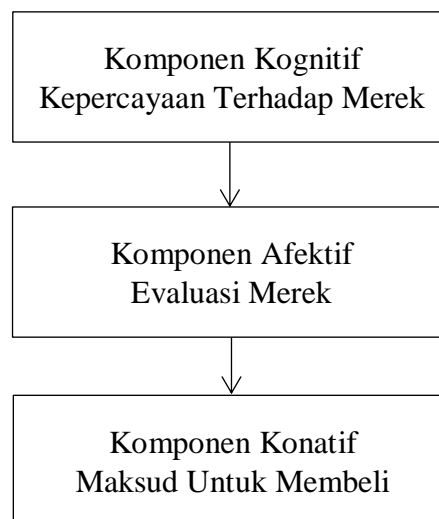 Komponen Kognitif
Kepercayaan Terhadap Merek
Komponen Afektif
Evaluasi Merek
Komponen Konatif
Maksud Untuk Membeli